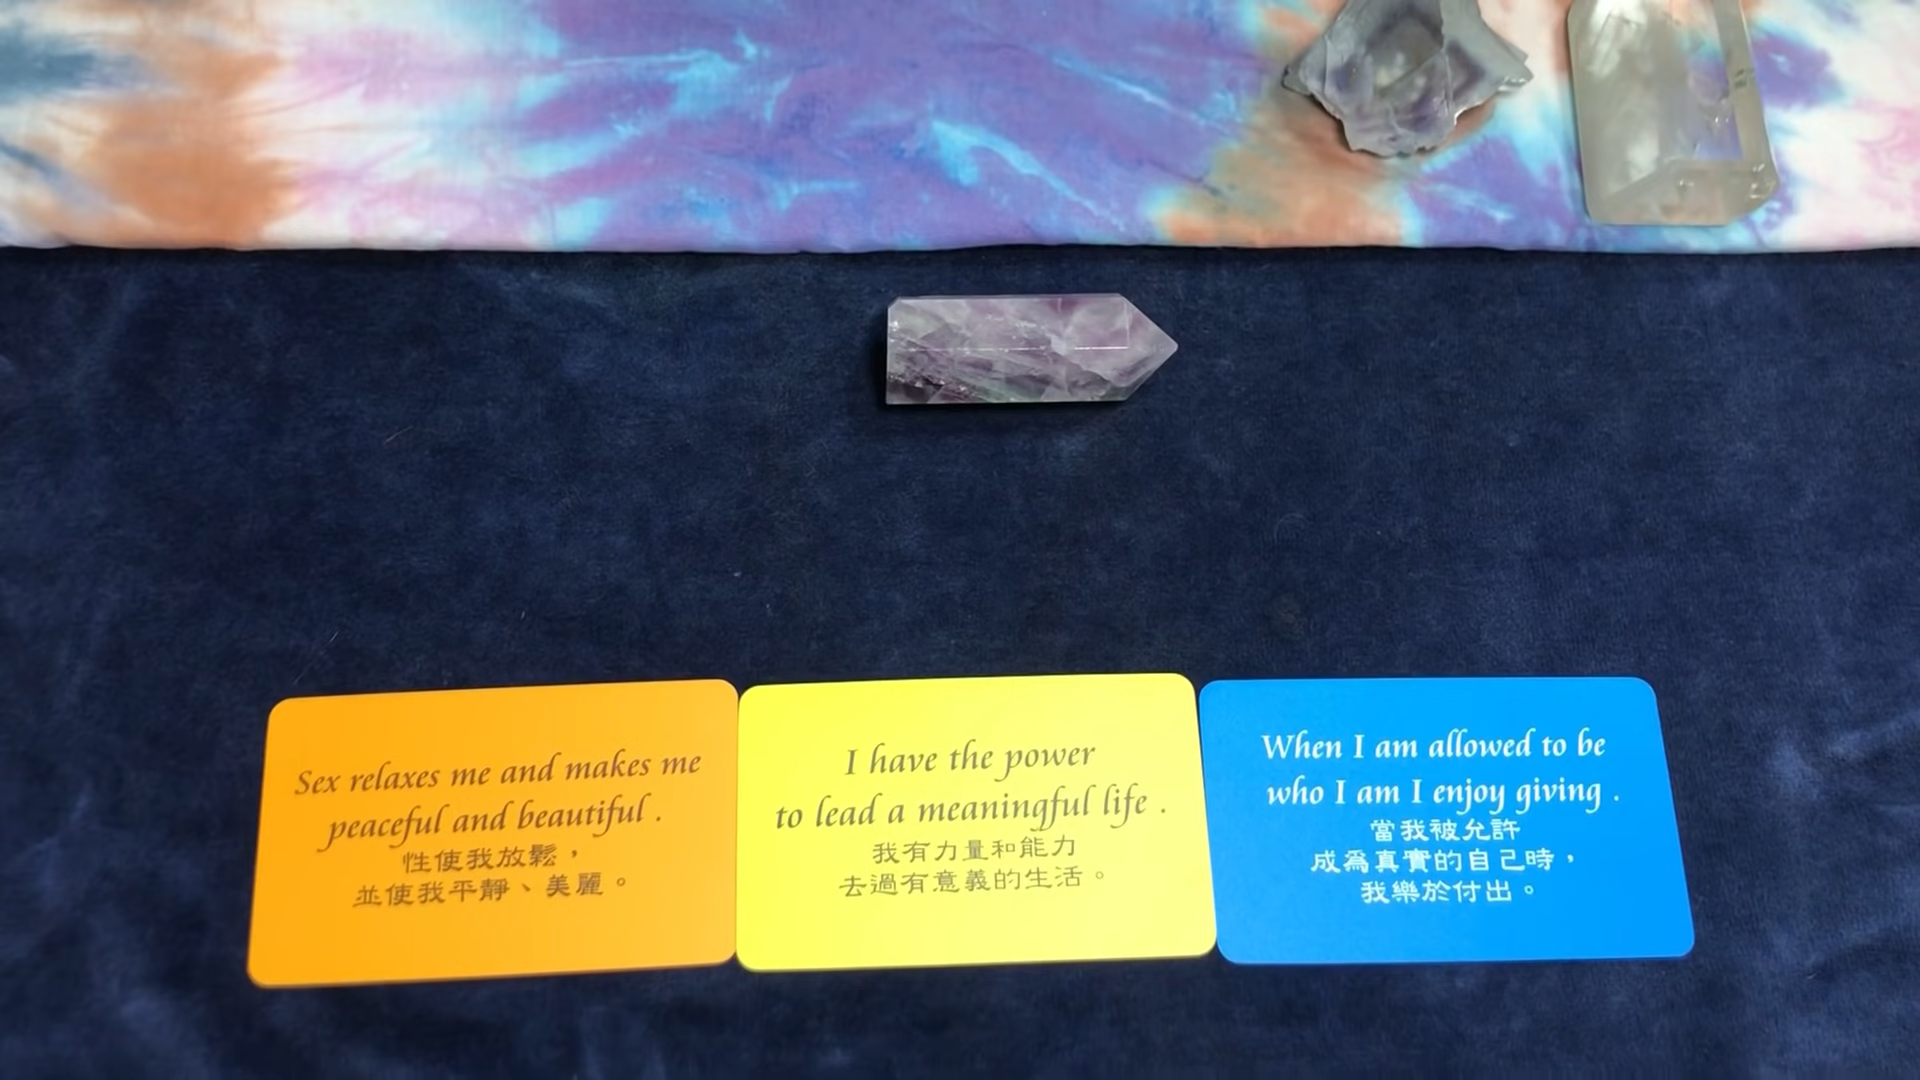 Sex relaxes me and makes me
peaceful and beautiful .
性使我放鬆，
並使我平靜、美麗。
I have the power
to lead a meaningful life .
我有力量和能力
去過有意義的生活。
When I am allowed to be
who I am I enjoy giving .
當我被允許
成爲真實的自己時，
我樂於付出。